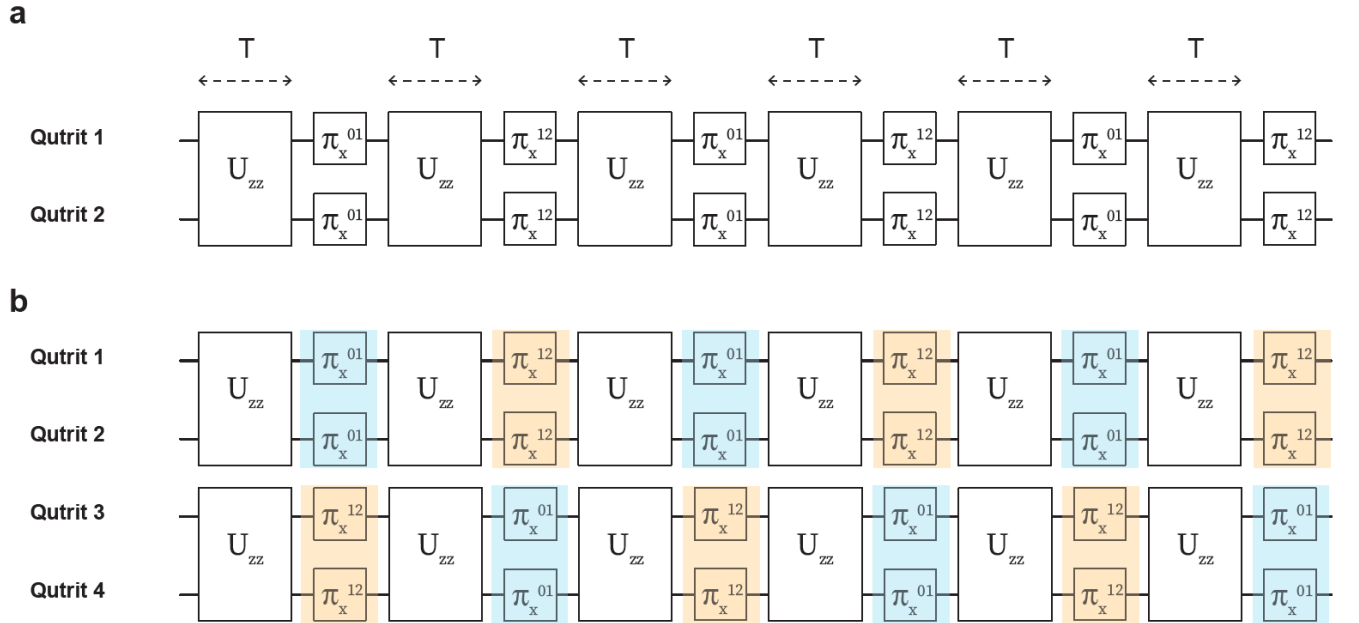 a
T T T T T T
Qutrit 1 π_x^01 π_x^12 π_x^01 π_x^12 π_x^01 π_x^12
U_zz U_zz U_zz U_zz U_zz U_zz
Qutrit 2 π_x^01 π_x^12 π_x^01 π_x^12 π_x^01 π_x^12
b
Qutrit 1 π_x^01 π_x^12 π_x^01 π_x^12 π_x^01 π_x^12
U_zz U_zz U_zz U_zz U_zz U_zz
Qutrit 2 π_x^01 π_x^12 π_x^01 π_x^12 π_x^01 π_x^12
Qutrit 3 π_x^12 π_x^01 π_x^12 π_x^01 π_x^12 π_x^01
U_zz U_zz U_zz U_zz U_zz U_zz
Qutrit 4 π_x^12 π_x^01 π_x^12 π_x^01 π_x^12 π_x^01